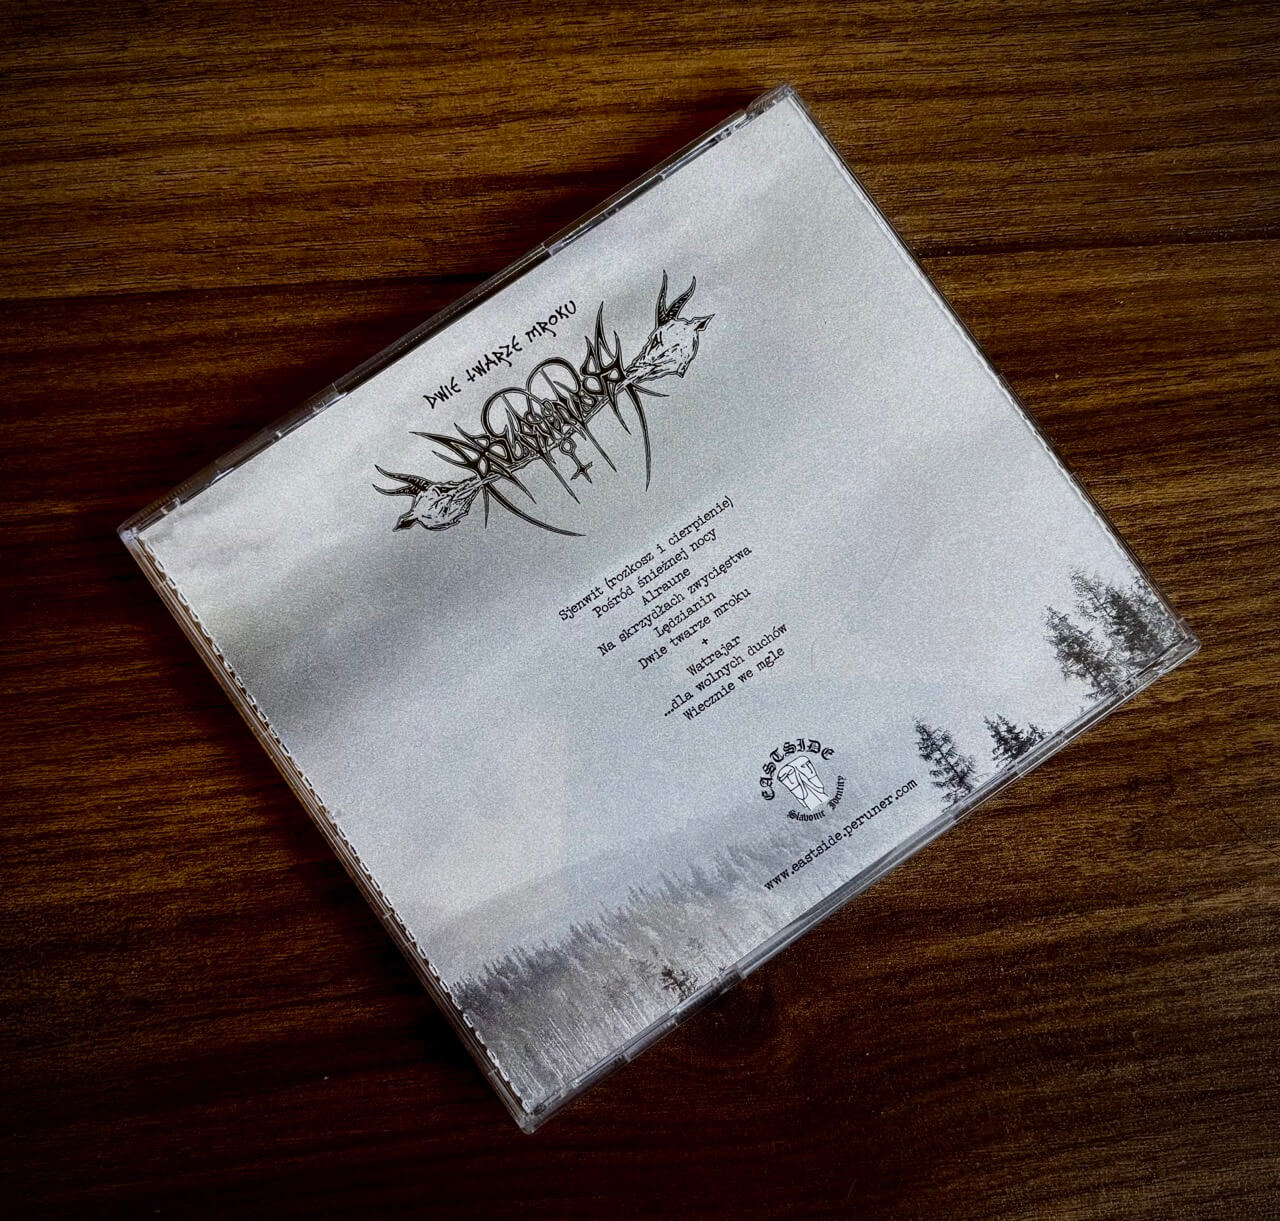 DWIE TWARZE MROKU
Sjenwit (rozkosz i cierpienie)
Pośród śnieżnej nocy
Alraune
Na skrzydłach zwycięstwa
Lędzianin
Dwie twarze mroku
+
Watrajar
...dla wolnych duchów
Wiecznie we mgle
EASTSIDE
Slavonic Identity
www.eastside.peruner.com